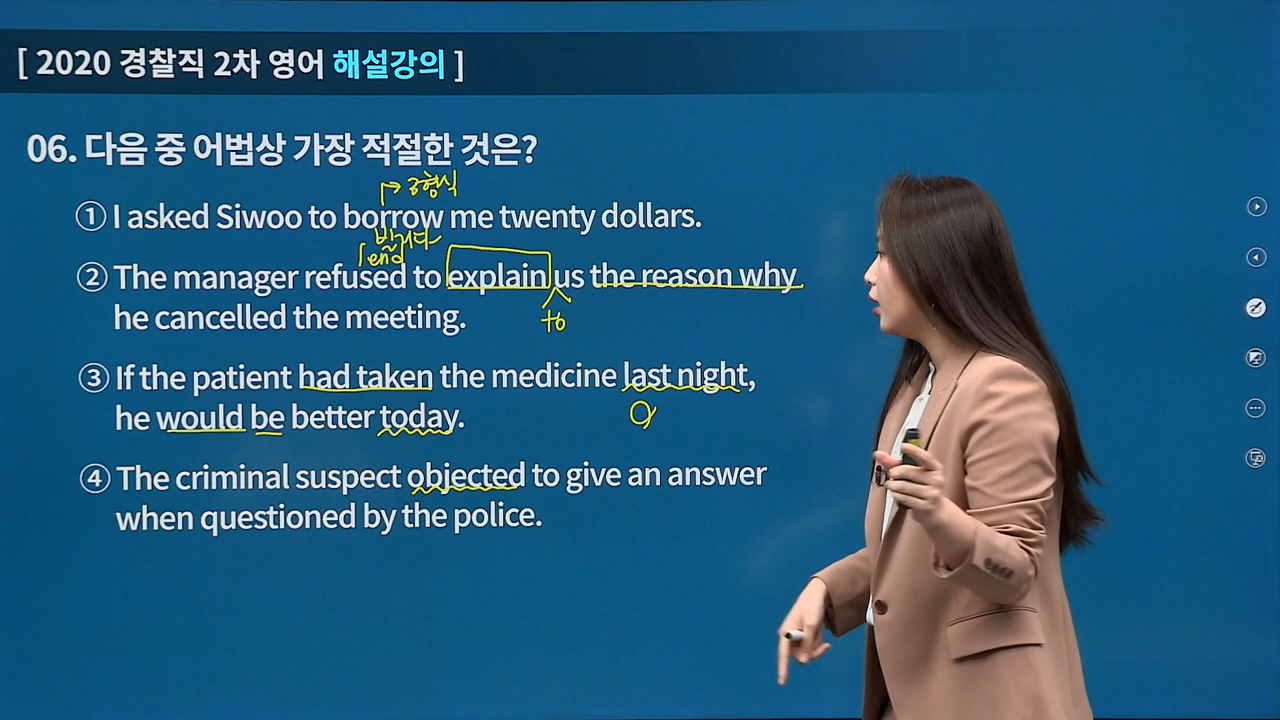 [ 2020 경찰직 2차 영어 해설강의 ]
06. 다음 중 어법상 가장 적절한 것은?
3형식
① I asked Siwoo to borrow me twenty dollars.
빌리다
lend
② The manager refused to explain us the reason why
he cancelled the meeting.
to
③ If the patient had taken the medicine last night,
he would be better today.
④ The criminal suspect objected to give an answer
when questioned by the police.